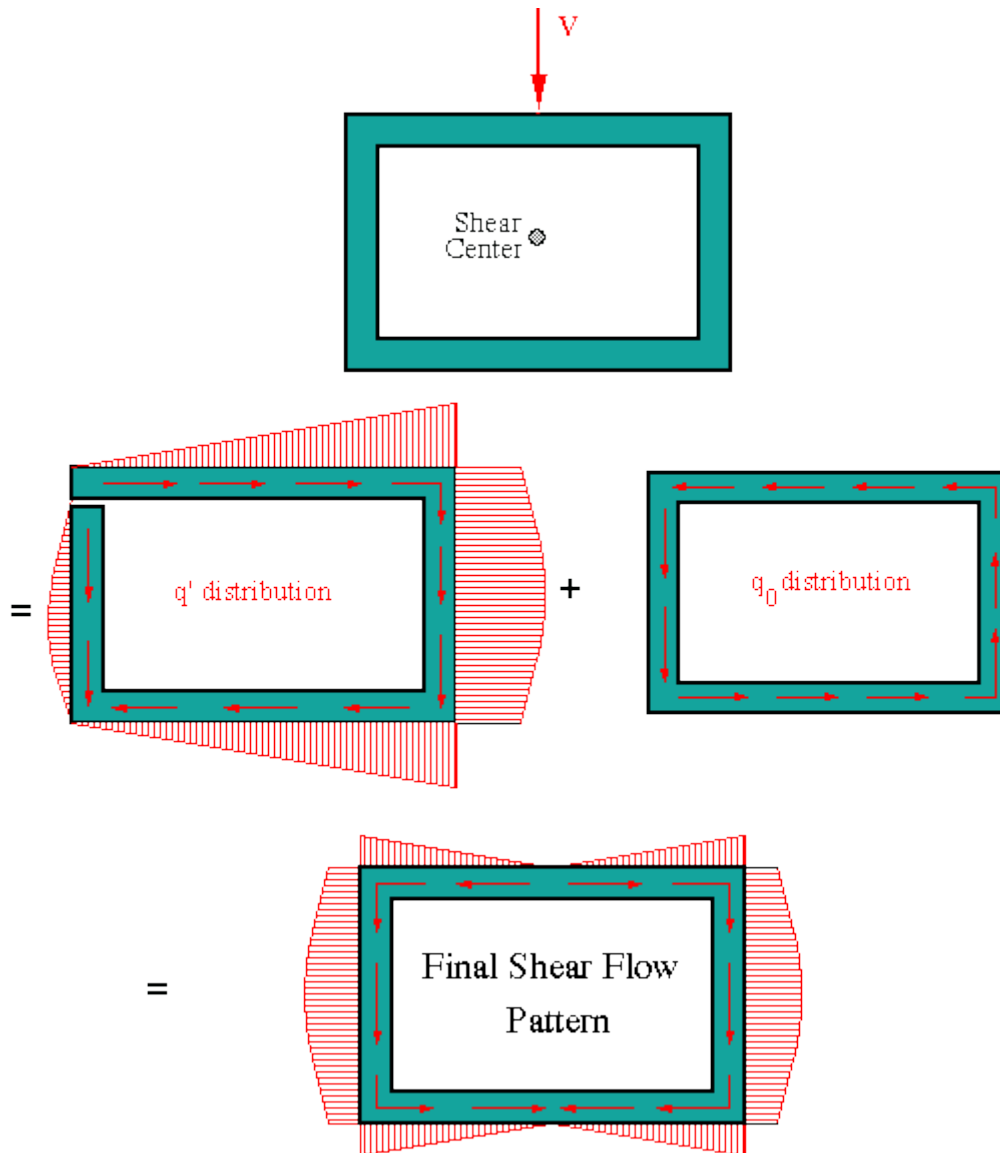 V
Shear
Center
q' distribution
=
+
q0 distribution
=
Final Shear Flow
Pattern